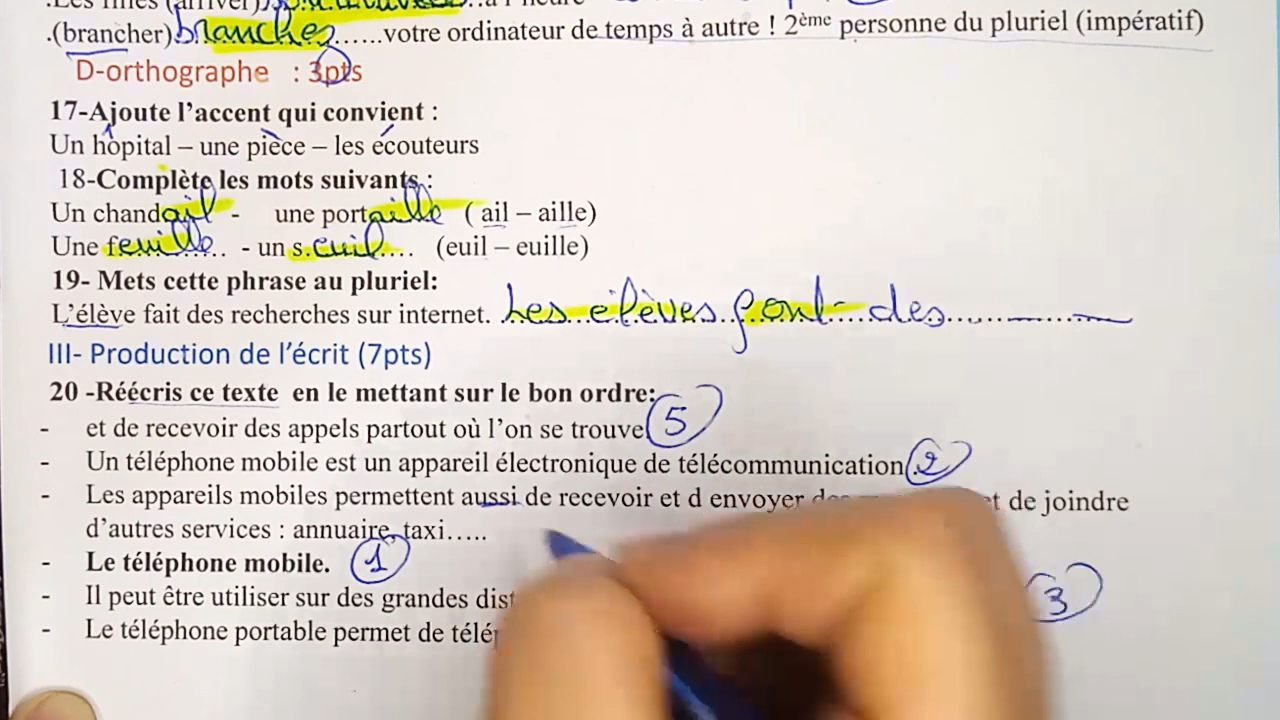 .Les filles (arriver)
.(brancher)branchez......votre ordinateur de temps à autre ! 2ème personne du pluriel (impératif)
D-orthographe : 3pts
17-Ajoute l'accent qui convient :
Un hôpital – une pièce – les écouteurs
18-Complète les mots suivants :
Un chandail - une portaille ( ail – aille)
Une feuille.. - un s.euil.... (euil – euille)
19- Mets cette phrase au pluriel:
L'élève fait des recherches sur internet. Les élèves font des
III- Production de l'écrit (7pts)
20 -Réécris ce texte en le mettant sur le bon ordre:
- et de recevoir des appels partout où l'on se trouve. 5
- Un téléphone mobile est un appareil électronique de télécommunication. 2
- Les appareils mobiles permettent aussi de recevoir et d envoyer et de joindre
d'autres services : annuaire, taxi…..
- Le téléphone mobile. 1
- Il peut être utiliser sur des grandes 3
- Le téléphone portable permet de